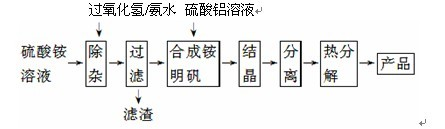 过氧化氢/氨水 硫酸铝溶液
硫酸铵溶液
除杂
过滤
合成铵明矾
结晶
分离
热分解
产品
滤渣